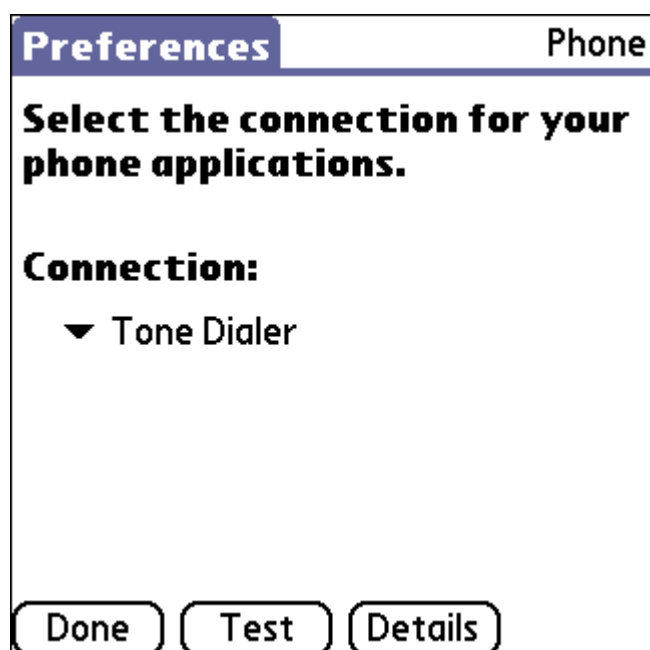 Preferences Phone
Select the connection for your
phone applications.
Connection:
Tone Dialer
Done Test Details